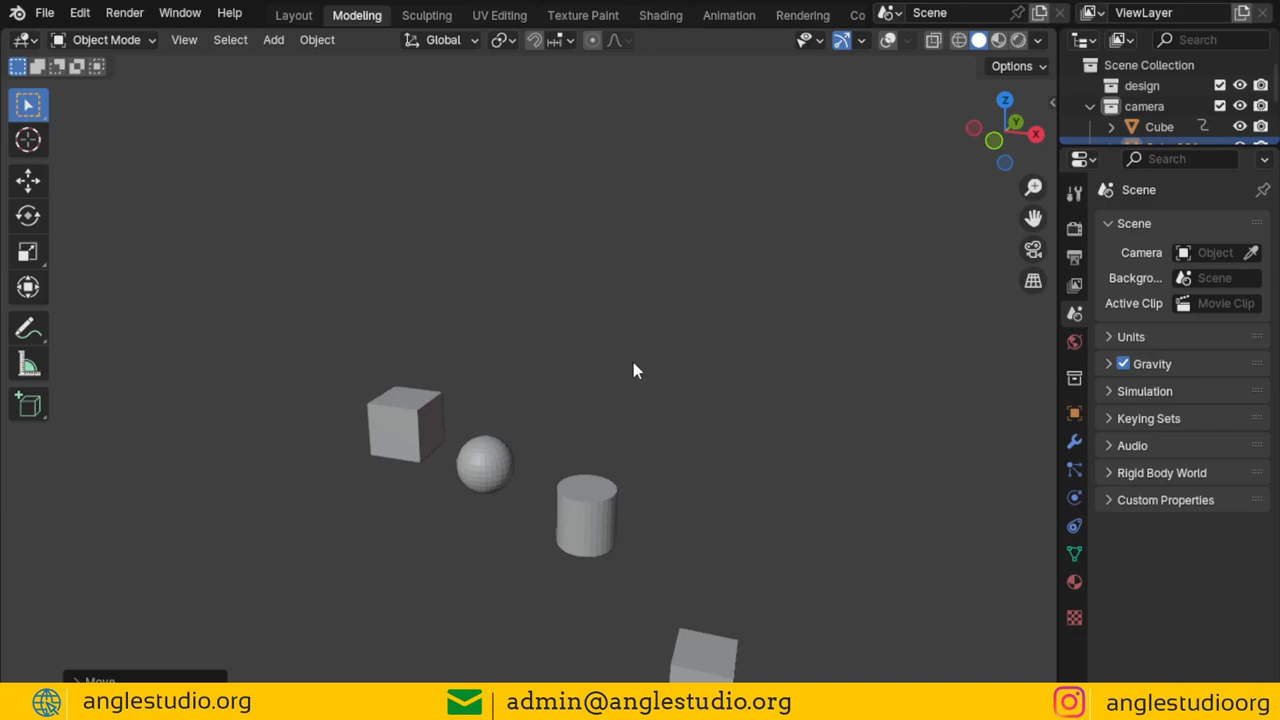 File Edit Render Window Help Layout Modeling Sculpting UV Editing Texture Paint Shading Animation Rendering Co Scene ViewLayer
Object Mode View Select Add Object Global Search
Options
Scene Collection
design
camera
Cube
Search
Z
Y
X
Scene
Scene
Camera Object
Backgro... Scene
Active Clip Movie Clip
Units
Gravity
Simulation
Keying Sets
Audio
Rigid Body World
Custom Properties
Move
anglestudio.org admin@anglestudio.org anglestudioorg